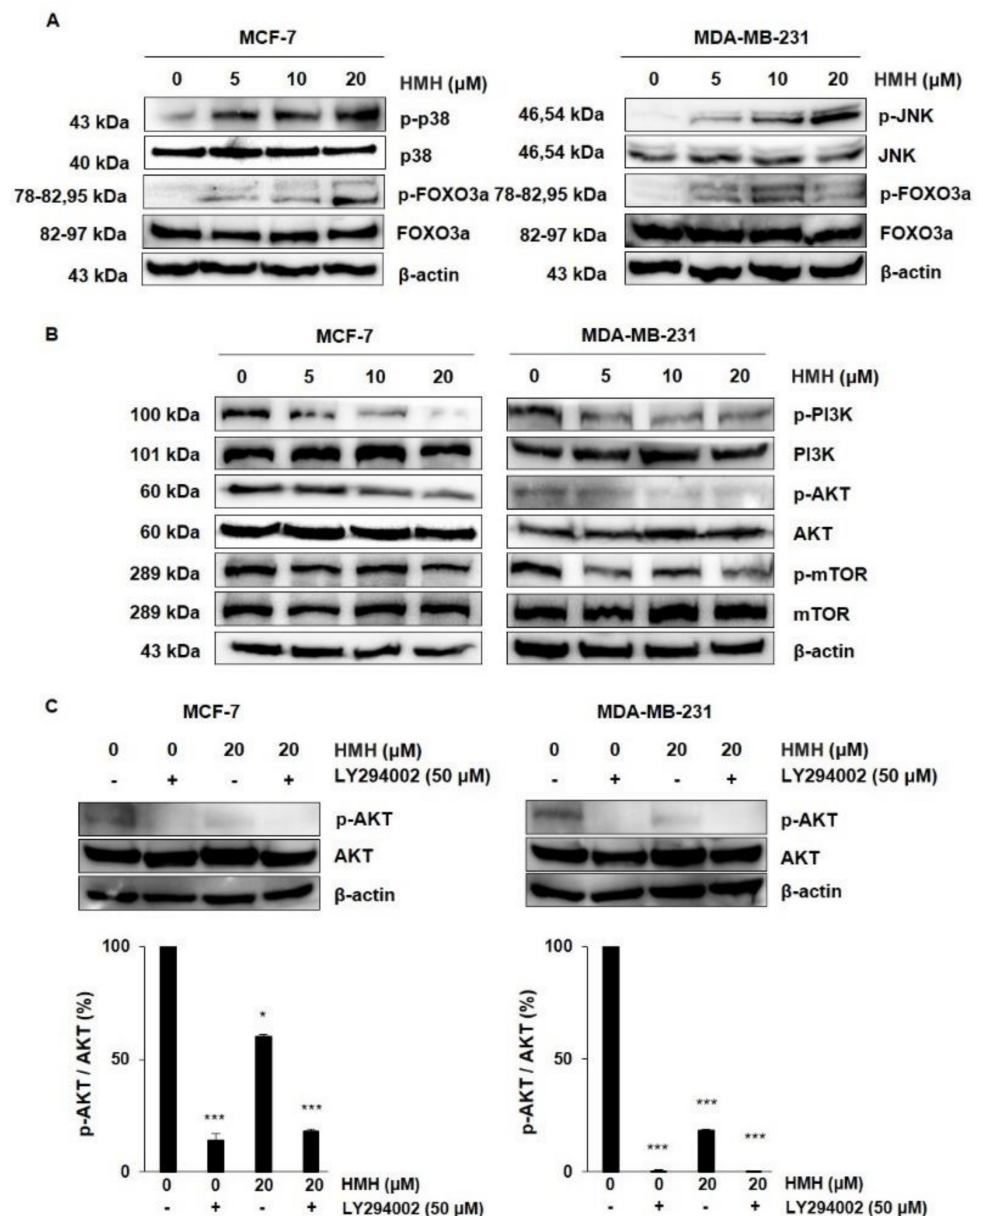 A
MCF-7 MDA-MB-231
0 5 10 20 HMH (µM) 0 5 10 20 HMH (µM)
43 kDa p-p38 46,54 kDa p-JNK
40 kDa p38 46,54 kDa JNK
78-82,95 kDa p-FOXO3a 78-82,95 kDa p-FOXO3a
82-97 kDa FOXO3a 82-97 kDa FOXO3a
43 kDa β-actin 43 kDa β-actin
B
MCF-7 MDA-MB-231
0 5 10 20 0 5 10 20 HMH (µM)
100 kDa p-PI3K
101 kDa PI3K
60 kDa p-AKT
60 kDa AKT
289 kDa p-mTOR
289 kDa mTOR
43 kDa β-actin
C
MCF-7 MDA-MB-231
0 0 20 20 HMH (µM) 0 0 20 20 HMH (µM)
- + - + LY294002 (50 µM) - + - + LY294002 (50 µM)
p-AKT p-AKT
AKT AKT
β-actin β-actin
100 100
* 
50 50
*** *** *** *** ***
0 0
p-AKT / AKT (%) p-AKT / AKT (%)
0 0 20 20 HMH (µM) 0 0 20 20 HMH (µM)
- + - + LY294002 (50 µM) - + - + LY294002 (50 µM)